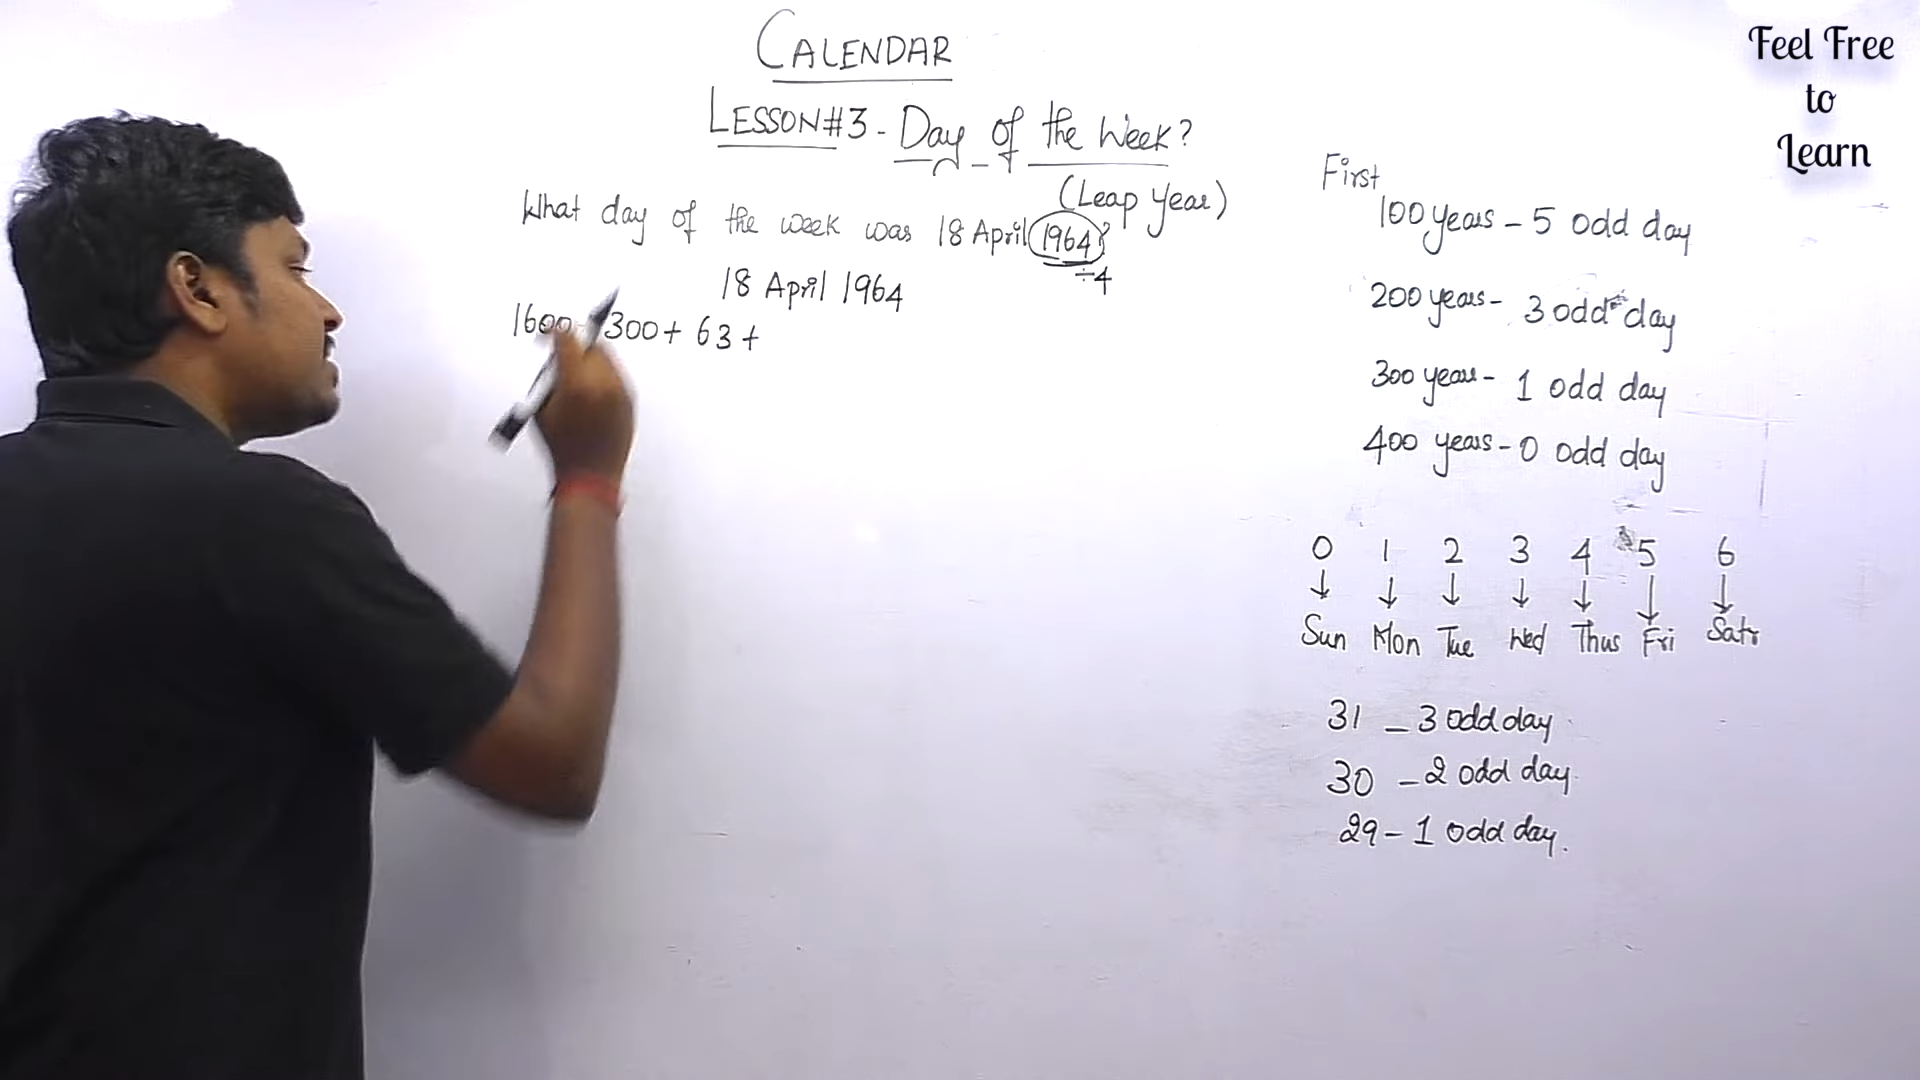 CALENDAR
LESSON#3 - Day of the Week?
(Leap Year)
What day of the week was 18 April 1964?
÷4
18 April 1964
1600 300 + 63 +
First
100 years - 5 odd day
200 years - 3 odd day
300 years - 1 odd day
400 years - 0 odd day
0 1 2 3 4 5 6
↓ ↓ ↓ ↓ ↓ ↓ ↓
Sun Mon Tue Wed Thus Fri Satr
31 - 3 odd day
30 - 2 odd day.
29 - 1 odd day.
Feel Free
to
Learn